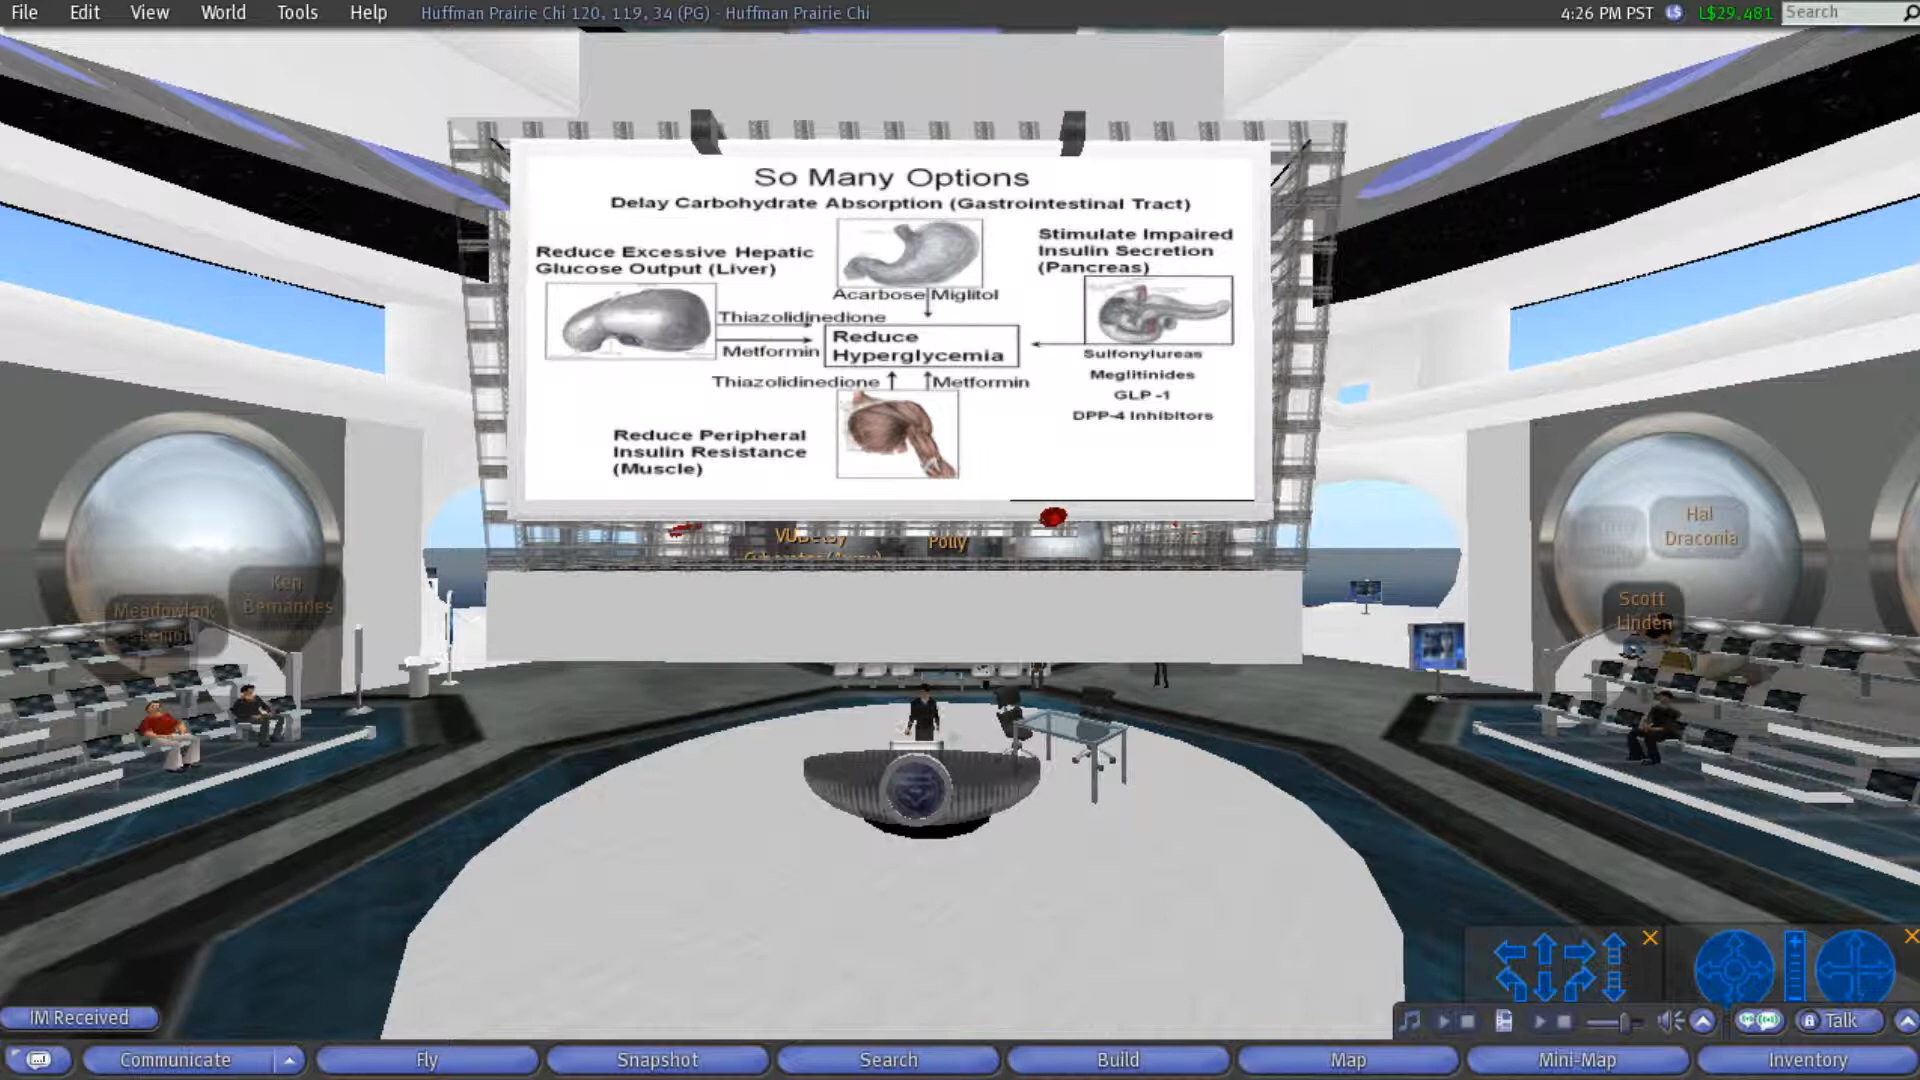 File Edit View World Tools Help Huffman Prairie Chi 120, 119, 34 (PG) - Huffman Prairie Chi 4:26 PM PST L$ L$29,481 Search
So Many Options
Delay Carbohydrate Absorption (Gastrointestinal Tract)
Reduce Excessive Hepatic
Glucose Output (Liver)
Stimulate Impaired
Insulin Secretion
(Pancreas)
Acarbose Miglitol
Thiazolidinedione
Metformin
Reduce
Hyperglycemia
Thiazolidinedione Metformin
Sulfonylureas
Meglitinides
GLP -1
DPP-4 Inhibitors
Reduce Peripheral
Insulin Resistance
(Muscle)
Polly
Hal
Draconia
Ken
Bernandes
Meadowlark
Lemon
Scott
Linden
IM Received
Talk
Communicate Fly Snapshot Search Build Map Mini-Map Inventory